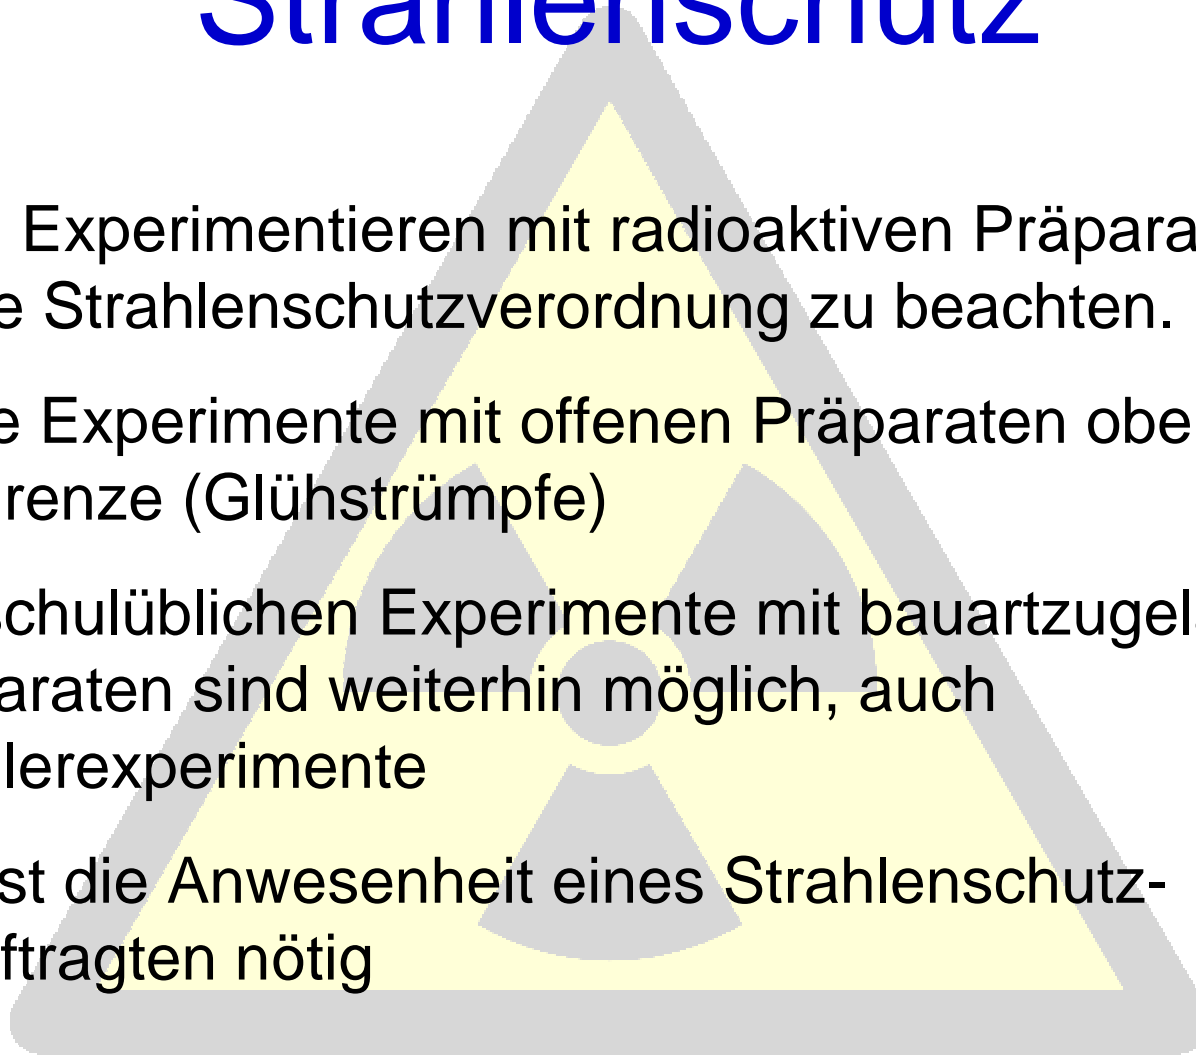 Strahlenschutz
Experimentieren mit radioaktiven Präpara
e Strahlenschutzverordnung zu beachten.
e Experimente mit offenen Präparaten obe
renze (Glühstrümpfe)
schulüblichen Experimente mit bauartzugel
araten sind weiterhin möglich, auch
lerexperimente
st die Anwesenheit eines Strahlenschutz-
ftragten nötig